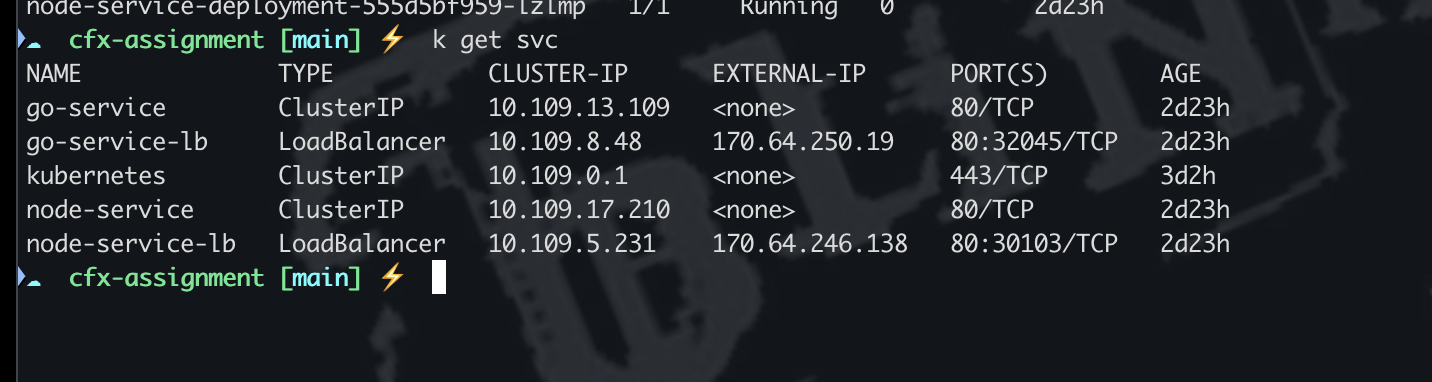 node-service-deployment-555d5bf959-lzlmp 1/1 Running 0 2d23h
cfx-assignment [main] ⚡ k get svc
NAME TYPE CLUSTER-IP EXTERNAL-IP PORT(S) AGE
go-service ClusterIP 10.109.13.109 <none> 80/TCP 2d23h
go-service-lb LoadBalancer 10.109.8.48 170.64.250.19 80:32045/TCP 2d23h
kubernetes ClusterIP 10.109.0.1 <none> 443/TCP 3d2h
node-service ClusterIP 10.109.17.210 <none> 80/TCP 2d23h
node-service-lb LoadBalancer 10.109.5.231 170.64.246.138 80:30103/TCP 2d23h
cfx-assignment [main] ⚡